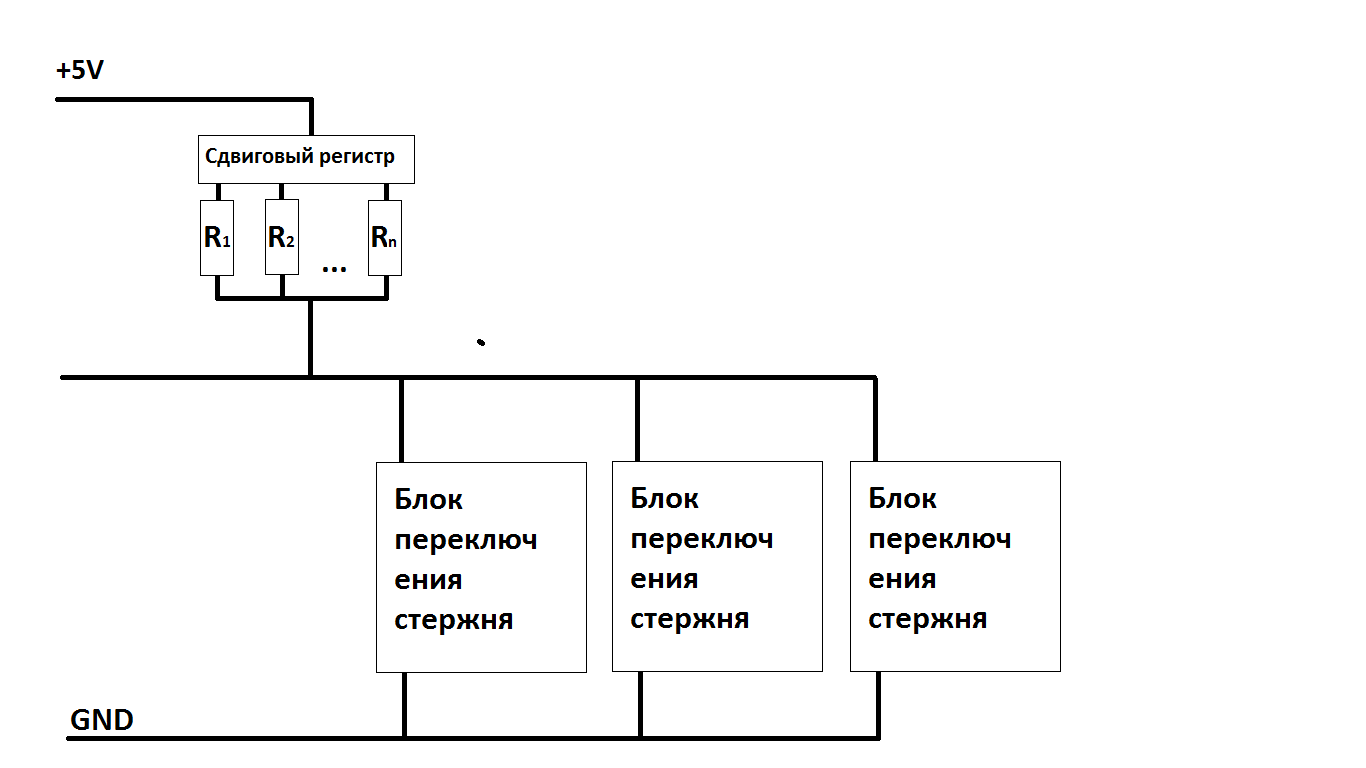 +5V
Сдвиговый регистр
R1 R2 ... Rn
Блок
переключ
ения
стержня
Блок
переключ
ения
стержня
Блок
переключ
ения
стержня
GND